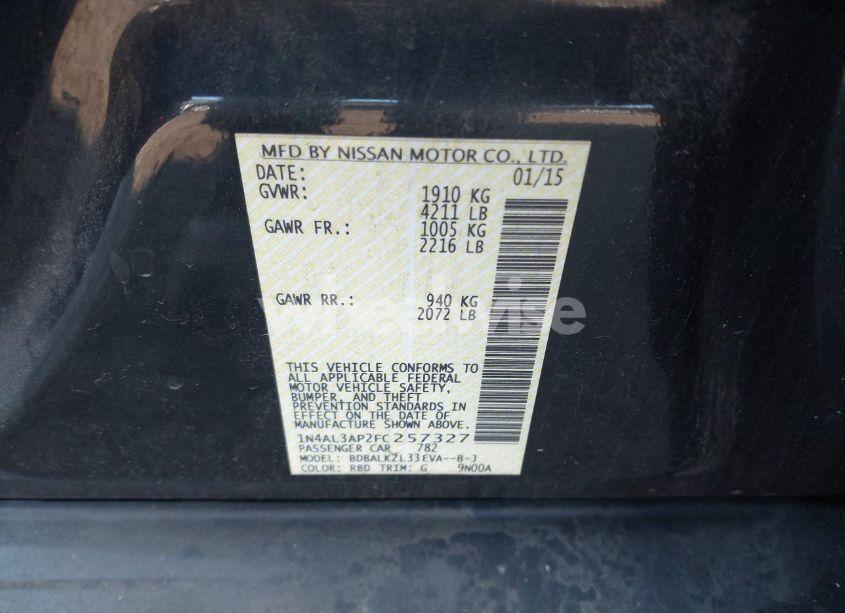 MFD BY NISSAN MOTOR CO., LTD.
DATE: 01/15
GVWR: 1910 KG
4211 LB
GAWR FR.: 1005 KG
2216 LB
GAWR RR.: 940 KG
2072 LB
THIS VEHICLE CONFORMS TO
ALL APPLICABLE FEDERAL
MOTOR VEHICLE SAFETY,
BUMPER, AND THEFT
PREVENTION STANDARDS IN
EFFECT ON THE DATE OF
MANUFACTURE SHOWN ABOVE.
1N4AL3AP2FC257327
PASSENGER CAR 782
MODEL: BDBALKZL33EVA--B-J
COLOR: RBD TRIM: G 9N00A